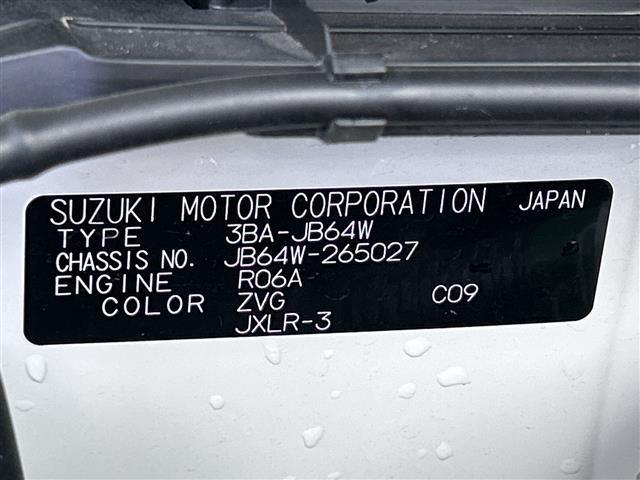 SUZUKI MOTOR CORPORATION JAPAN
TYPE 3BA-JB64W
CHASSIS NO. JB64W-265027
ENGINE R06A
COLOR ZVG C09
JXLR-3